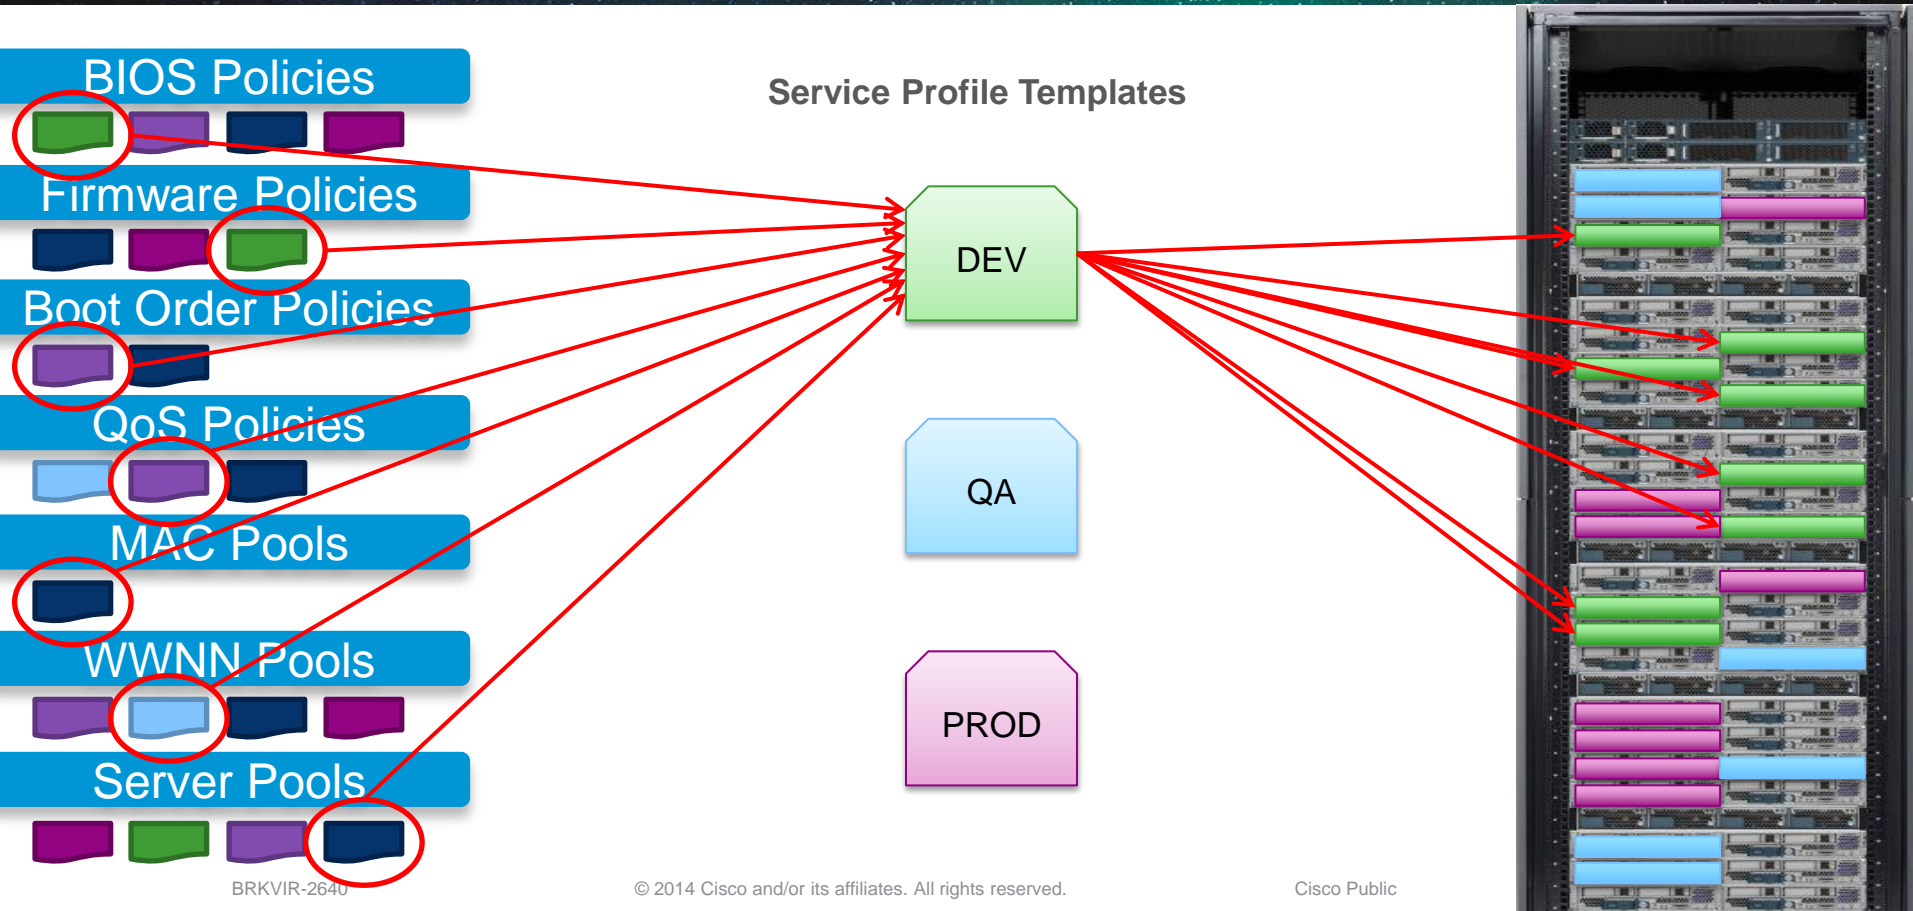 BIOS Policies
Service Profile Templates
Firmware Policies
DEV
Boot Order Policies
QoS Policies
QA
MAC Pools
WWNN Pools
PROD
Server Pools
BRKVIR-2640
© 2014 Cisco and/or its affiliates. All rights reserved.
Cisco Public